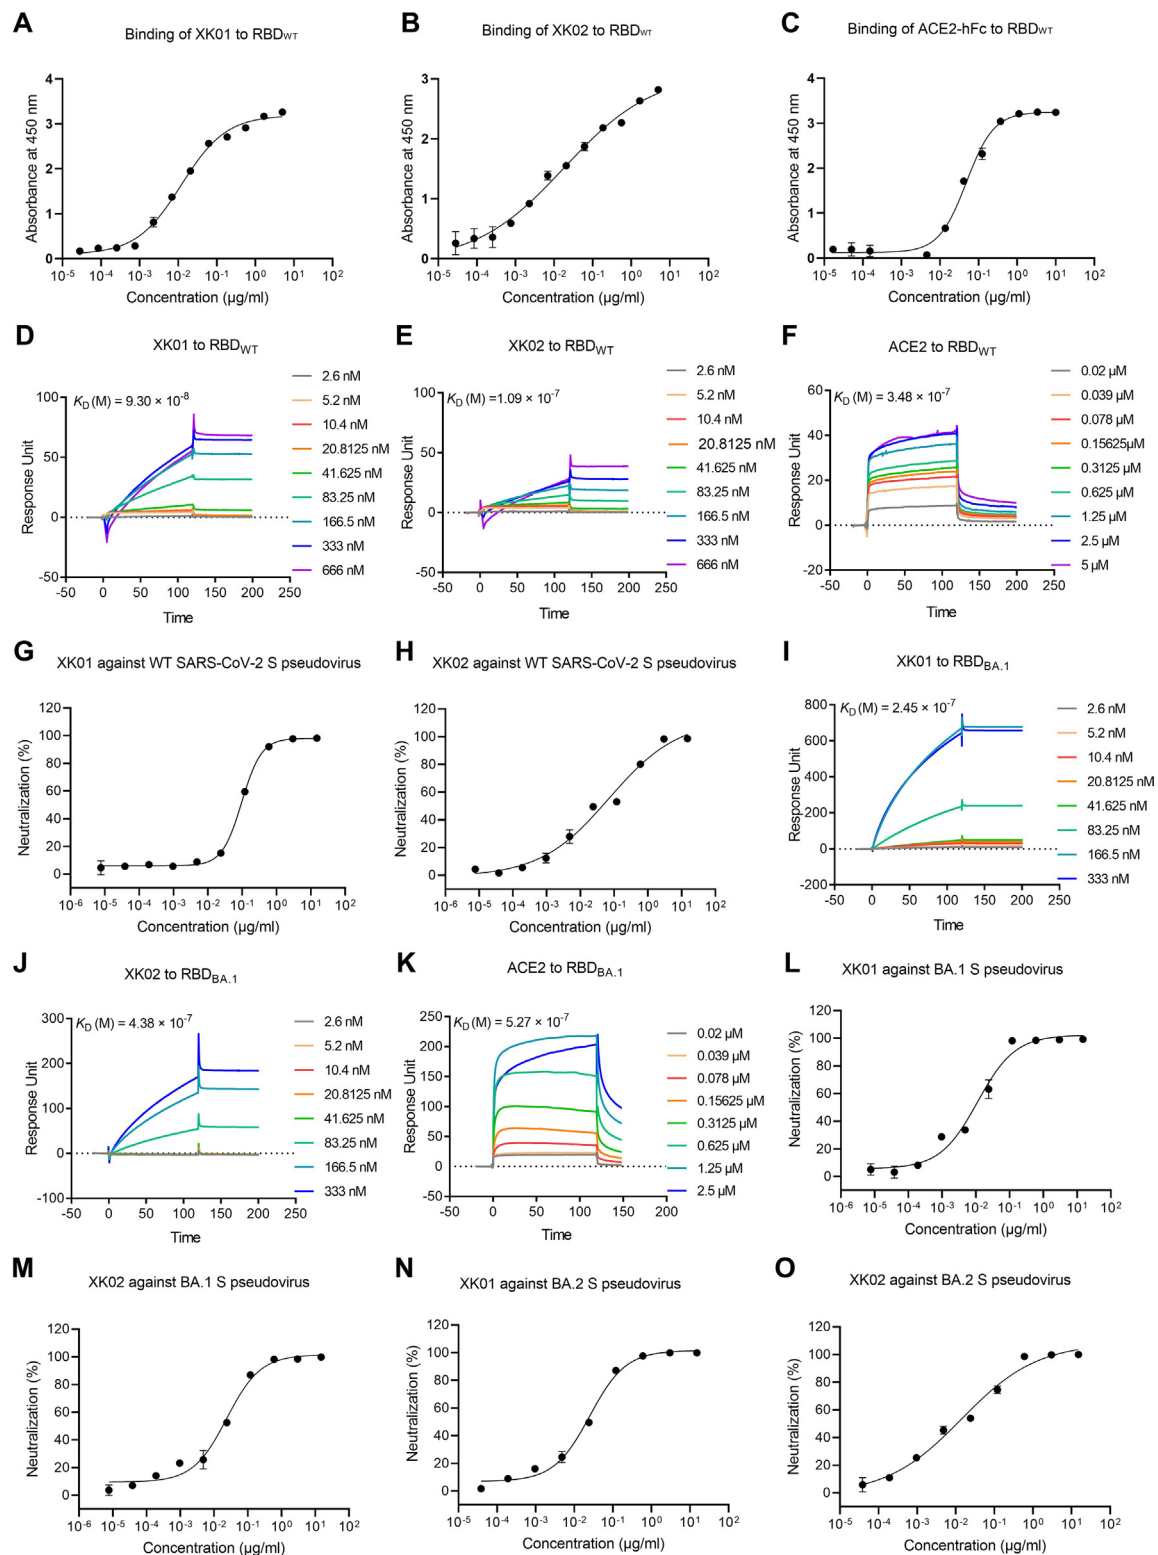 A
Binding of XK01 to RBDWT
Absorbance at 450 nm
4
3
2
1
0
10-5 10-4 10-3 10-2 10-1 100 101 102
Concentration (µg/ml)
B
Binding of XK02 to RBDWT
Absorbance at 450 nm
3
2
1
0
10-5 10-4 10-3 10-2 10-1 100 101 102
Concentration (µg/ml)
C
Binding of ACE2-hFc to RBDWT
Absorbance at 450 nm
4
3
2
1
0
10-5 10-3 10-1 100 101 102
Concentration (µg/ml)
D
XK01 to RBDWT
KD (M) = 9.30 × 10-8
Response Unit
100
50
0
-50
-50 0 50 100 150 200 250
Time
2.6 nM
5.2 nM
10.4 nM
20.8125 nM
41.625 nM
83.25 nM
166.5 nM
333 nM
666 nM
E
XK02 to RBDWT
KD (M) =1.09 × 10-7
Response Unit
100
50
0
-50
-50 0 50 100 150 200 250
Time
2.6 nM
5.2 nM
10.4 nM
20.8125 nM
41.625 nM
83.25 nM
166.5 nM
333 nM
666 nM
F
ACE2 to RBDWT
KD (M) = 3.48 × 10-7
Response Unit
60
40
20
0
-20
-50 0 50 100 150 200 250
Time
0.02 µM
0.039 µM
0.078 µM
0.15625µM
0.3125 µM
0.625 µM
1.25 µM
2.5 µM
5 µM
G
XK01 against WT SARS-CoV-2 S pseudovirus
Neutralization (%)
120
100
80
60
40
20
0
10-6 10-5 10-4 10-3 10-2 10-1 100 101 102
Concentration (µg/ml)
H
XK02 against WT SARS-CoV-2 S pseudovirus
Neutralization (%)
120
100
80
60
40
20
0
10-6 10-5 10-4 10-3 10-2 10-1 100 101 102
Concentration (µg/ml)
I
XK01 to RBDBA.1
KD (M) = 2.45 × 10-7
Response Unit
800
600
400
200
0
-200
-50 0 50 100 150 200 250
Time
2.6 nM
5.2 nM
10.4 nM
20.8125 nM
41.625 nM
83.25 nM
166.5 nM
333 nM
J
XK02 to RBDBA.1
KD (M) = 4.38 × 10-7
Response Unit
300
200
100
0
-100
-50 0 50 100 150 200 250
Time
2.6 nM
5.2 nM
10.4 nM
20.8125 nM
41.625 nM
83.25 nM
166.5 nM
333 nM
K
ACE2 to RBDBA.1
KD (M) = 5.27 × 10-7
Response Unit
250
200
150
100
50
0
-50
-50 0 50 100 150 200
Time
0.02 µM
0.039 µM
0.078 µM
0.15625 µM
0.3125 µM
0.625 µM
1.25 µM
2.5 µM
L
XK01 against BA.1 S pseudovirus
Neutralization (%)
120
100
80
60
40
20
0
10-6 10-5 10-4 10-3 10-2 10-1 100 101 102
Concentration (µg/ml)
M
XK02 against BA.1 S pseudovirus
Neutralization (%)
120
100
80
60
40
20
0
10-6 10-5 10-4 10-3 10-2 10-1 100 101 102
Concentration (µg/ml)
N
XK01 against BA.2 S pseudovirus
Neutralization (%)
120
100
80
60
40
20
0
10-5 10-4 10-3 10-2 10-1 100 101 102
Concentration (µg/ml)
O
XK02 against BA.2 S pseudovirus
Neutralization (%)
120
100
80
60
40
20
0
10-5 10-4 10-3 10-2 10-1 100 101 102
Concentration (µg/ml)